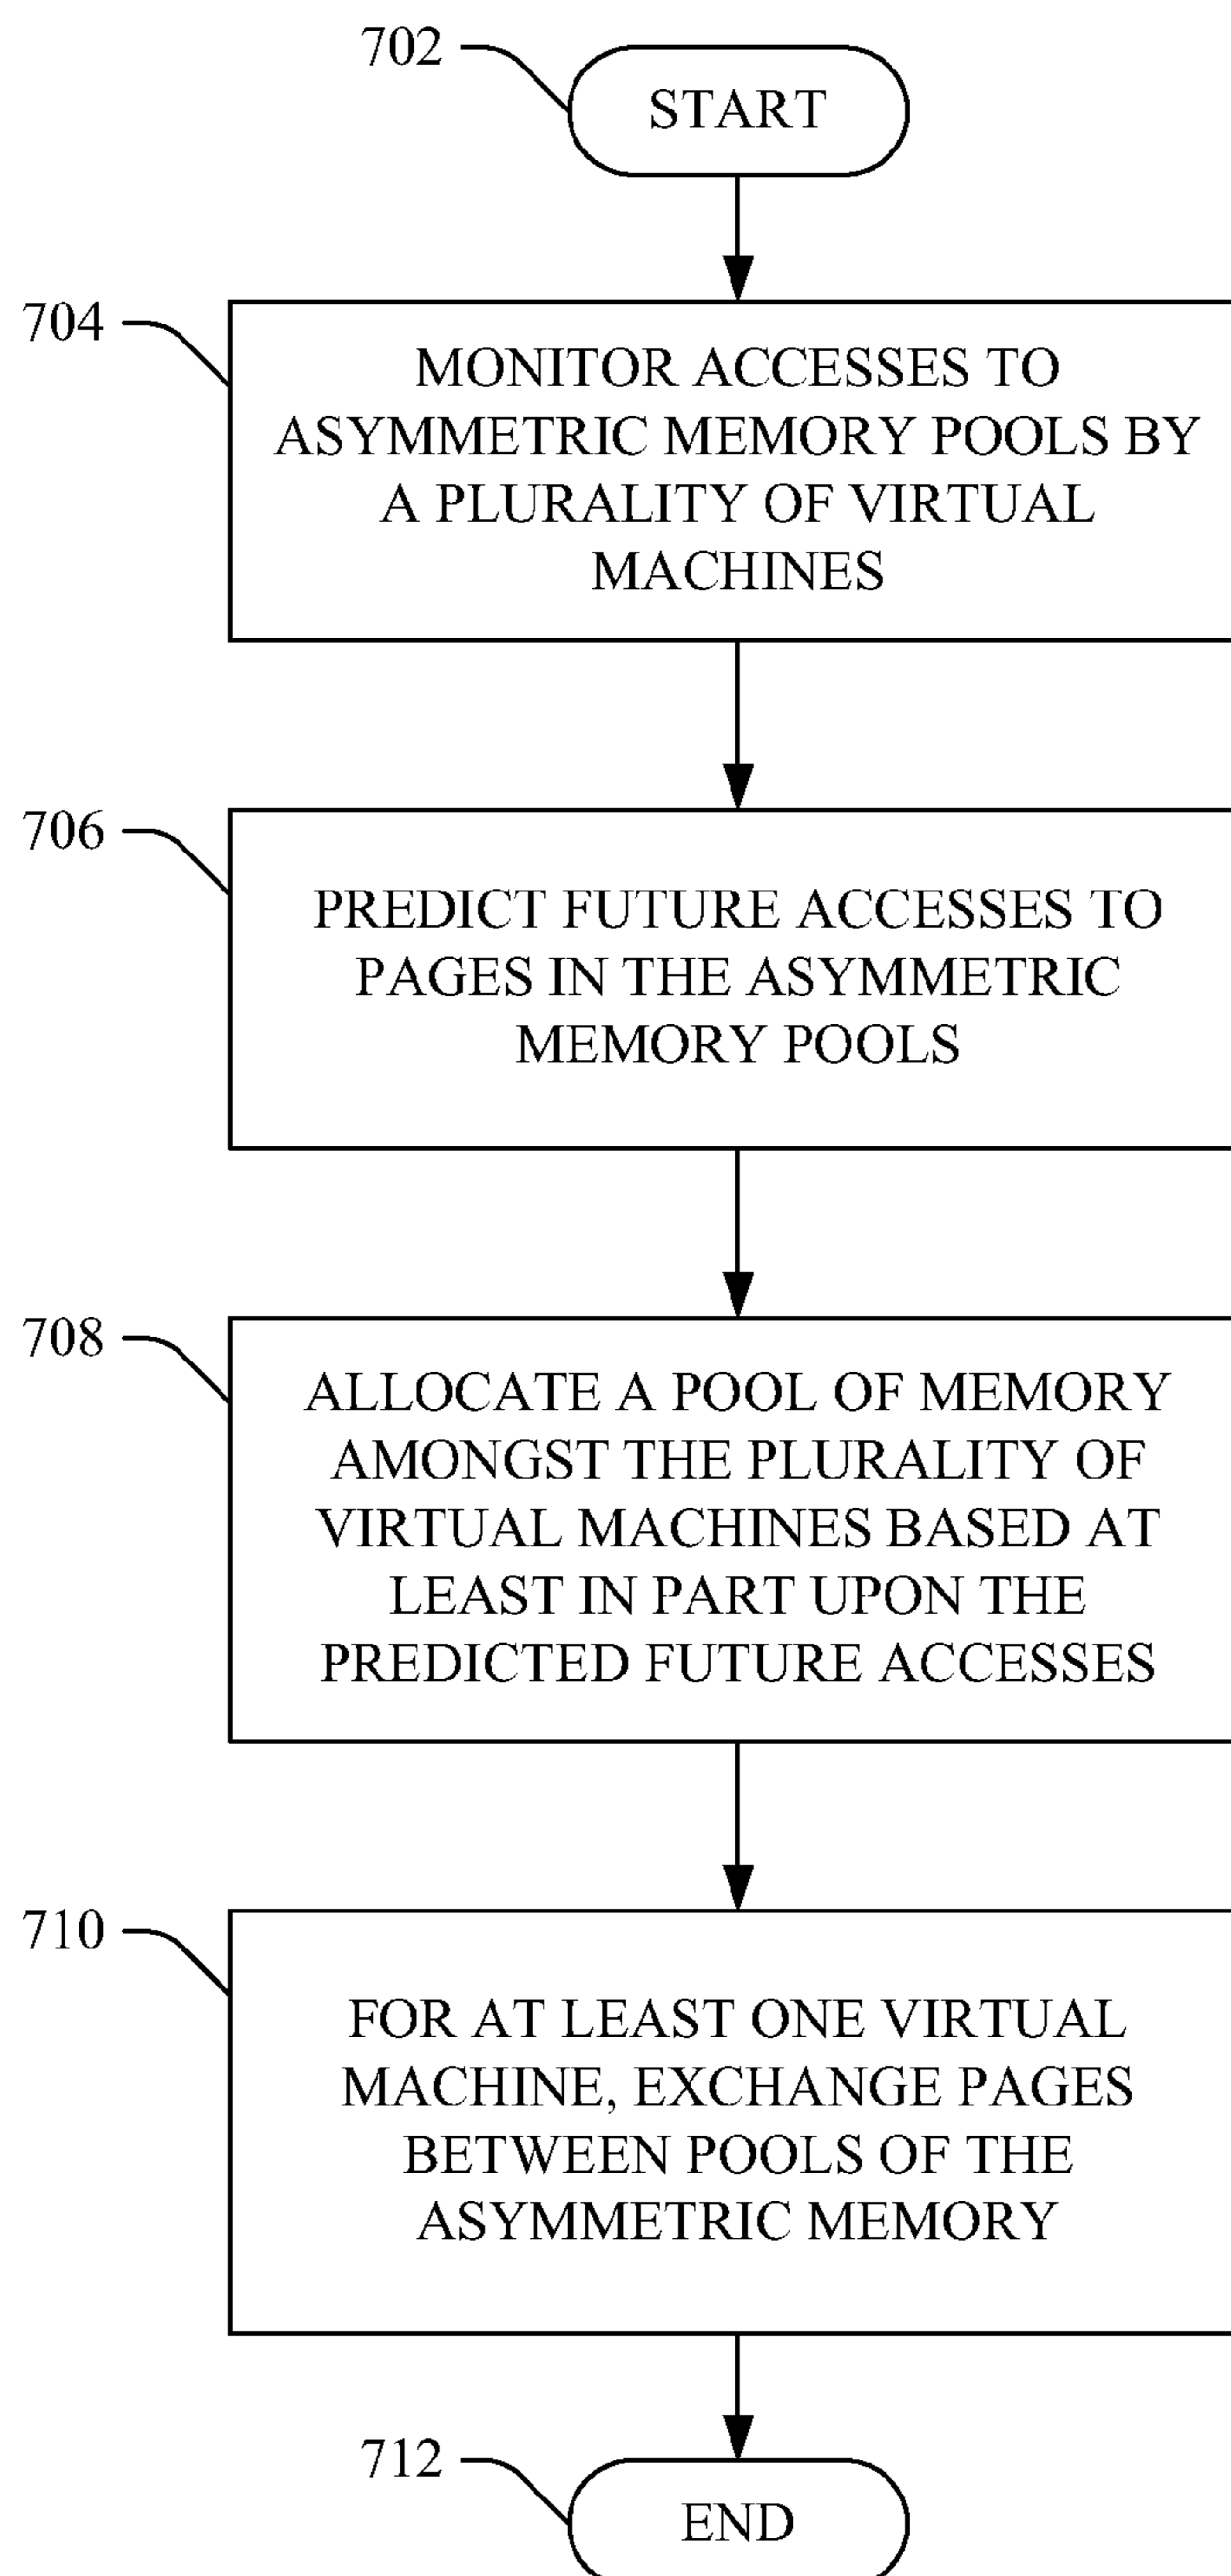 702
START
704
MONITOR ACCESSES TO
ASYMMETRIC MEMORY POOLS BY
A PLURALITY OF VIRTUAL
MACHINES
706
PREDICT FUTURE ACCESSES TO
PAGES IN THE ASYMMETRIC
MEMORY POOLS
708
ALLOCATE A POOL OF MEMORY
AMONGST THE PLURALITY OF
VIRTUAL MACHINES BASED AT
LEAST IN PART UPON THE
PREDICTED FUTURE ACCESSES
710
FOR AT LEAST ONE VIRTUAL
MACHINE, EXCHANGE PAGES
BETWEEN POOLS OF THE
ASYMMETRIC MEMORY
712
END